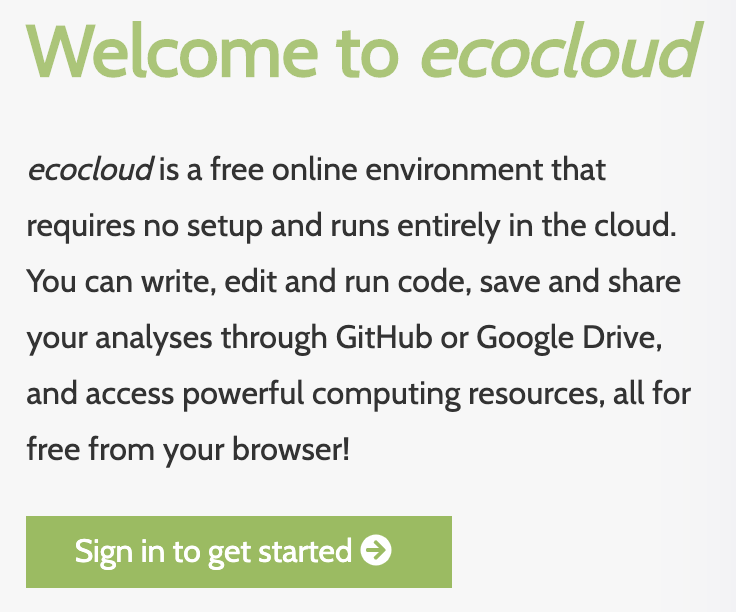 Welcome to ecocloud
ecocloud is a free online environment that
requires no setup and runs entirely in the cloud.
You can write, edit and run code, save and share
your analyses through GitHub or Google Drive,
and access powerful computing resources, all for
free from your browser!
Sign in to get started